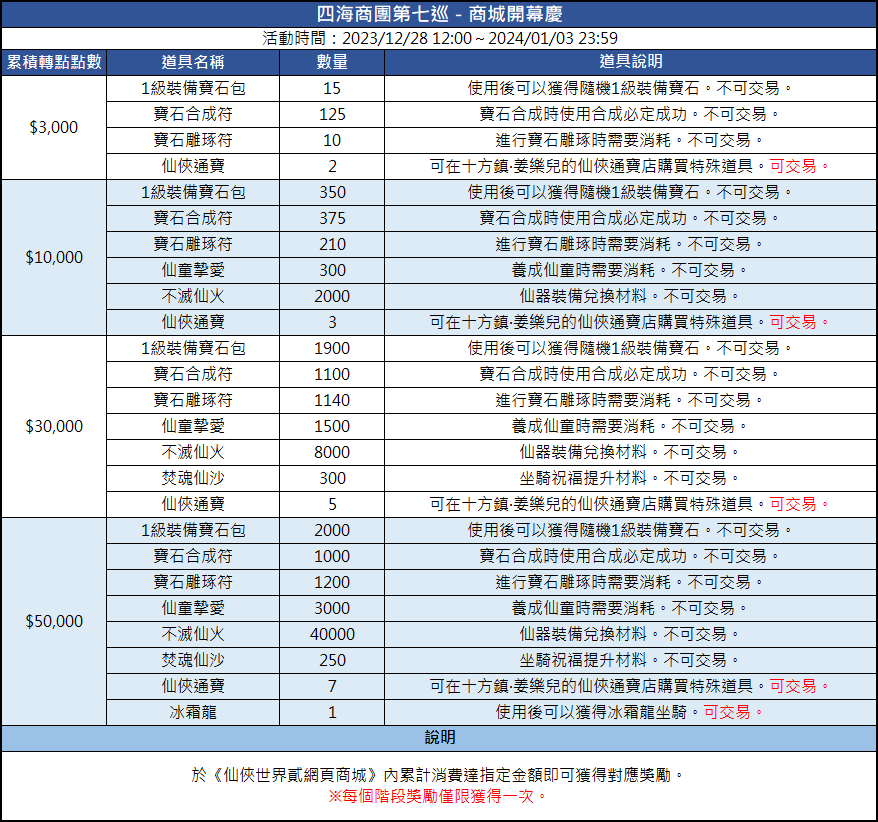 四海商團第七巡 - 商城開幕慶
活動時間：2023/12/28 12:00 ~ 2024/01/03 23:59
累積轉點點數 道具名稱 數量 道具說明
$3,000
1級裝備寶石包 15 使用後可以獲得隨機1級裝備寶石。不可交易。
寶石合成符 125 寶石合成時使用合成必定成功。不可交易。
寶石雕琢符 10 進行寶石雕琢時需要消耗。不可交易。
仙俠通寶 2 可在十方鎮‧姜樂兒的仙俠通寶店購買特殊道具。可交易。
$10,000
1級裝備寶石包 350 使用後可以獲得隨機1級裝備寶石。不可交易。
寶石合成符 375 寶石合成時使用合成必定成功。不可交易。
寶石雕琢符 210 進行寶石雕琢時需要消耗。不可交易。
仙童摯愛 300 養成仙童時需要消耗。不可交易。
不滅仙火 2000 仙器裝備兌換材料。不可交易。
仙俠通寶 3 可在十方鎮‧姜樂兒的仙俠通寶店購買特殊道具。可交易。
$30,000
1級裝備寶石包 1900 使用後可以獲得隨機1級裝備寶石。不可交易。
寶石合成符 1100 寶石合成時使用合成必定成功。不可交易。
寶石雕琢符 1140 進行寶石雕琢時需要消耗。不可交易。
仙童摯愛 1500 養成仙童時需要消耗。不可交易。
不滅仙火 8000 仙器裝備兌換材料。不可交易。
焚魂仙沙 300 坐騎祝福提升材料。不可交易。
仙俠通寶 5 可在十方鎮‧姜樂兒的仙俠通寶店購買特殊道具。可交易。
$50,000
1級裝備寶石包 2000 使用後可以獲得隨機1級裝備寶石。不可交易。
寶石合成符 1000 寶石合成時使用合成必定成功。不可交易。
寶石雕琢符 1200 進行寶石雕琢時需要消耗。不可交易。
仙童摯愛 3000 養成仙童時需要消耗。不可交易。
不滅仙火 40000 仙器裝備兌換材料。不可交易。
焚魂仙沙 250 坐騎祝福提升材料。不可交易。
仙俠通寶 7 可在十方鎮‧姜樂兒的仙俠通寶店購買特殊道具。可交易。
冰霜龍 1 使用後可以獲得冰霜龍坐騎。可交易。
說明
於《仙俠世界貳網頁商城》內累計消費達指定金額即可獲得對應獎勵。
※每個階段獎勵僅限獲得一次。